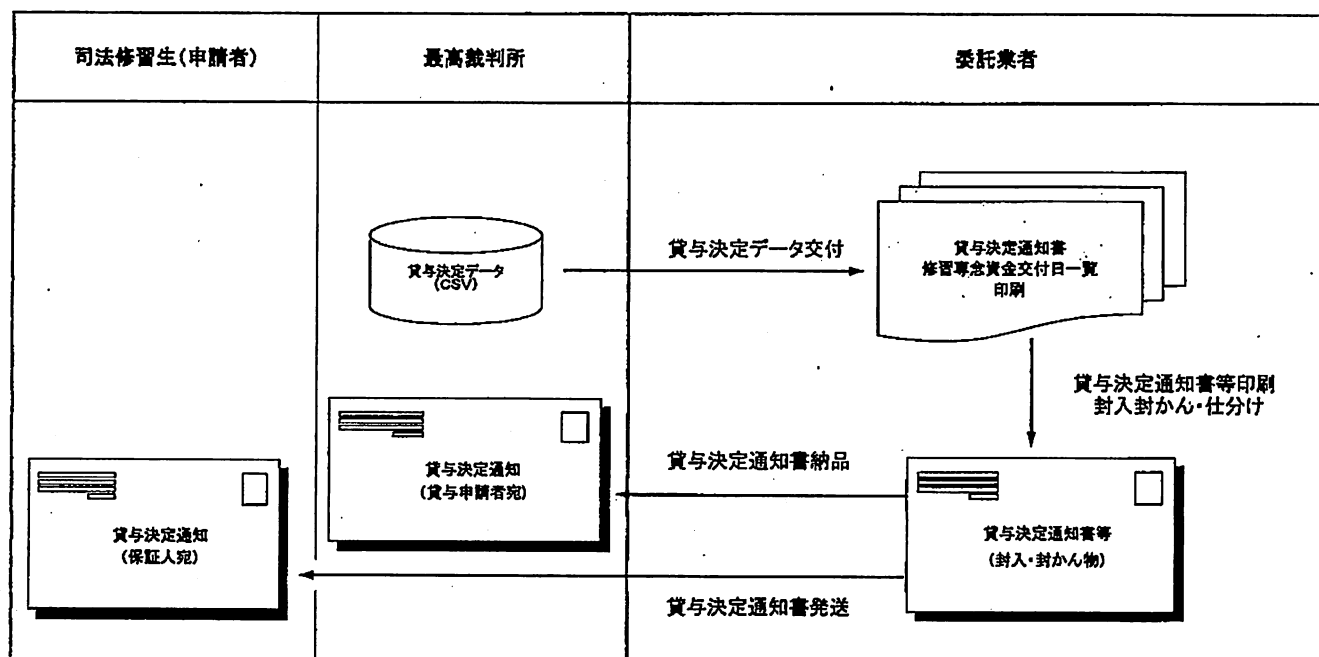 司法修習生(申請者)
最高裁判所
委託業者
貸与決定データ
(CSV)
貸与決定データ交付
貸与決定通知書
修習専念資金交付日一覧
印刷
貸与決定通知書等印刷
封入封かん・仕分け
貸与決定通知
(貸与申請者宛)
貸与決定通知書納品
貸与決定通知書等
(封入・封かん物)
貸与決定通知
(保証人宛)
貸与決定通知書発送